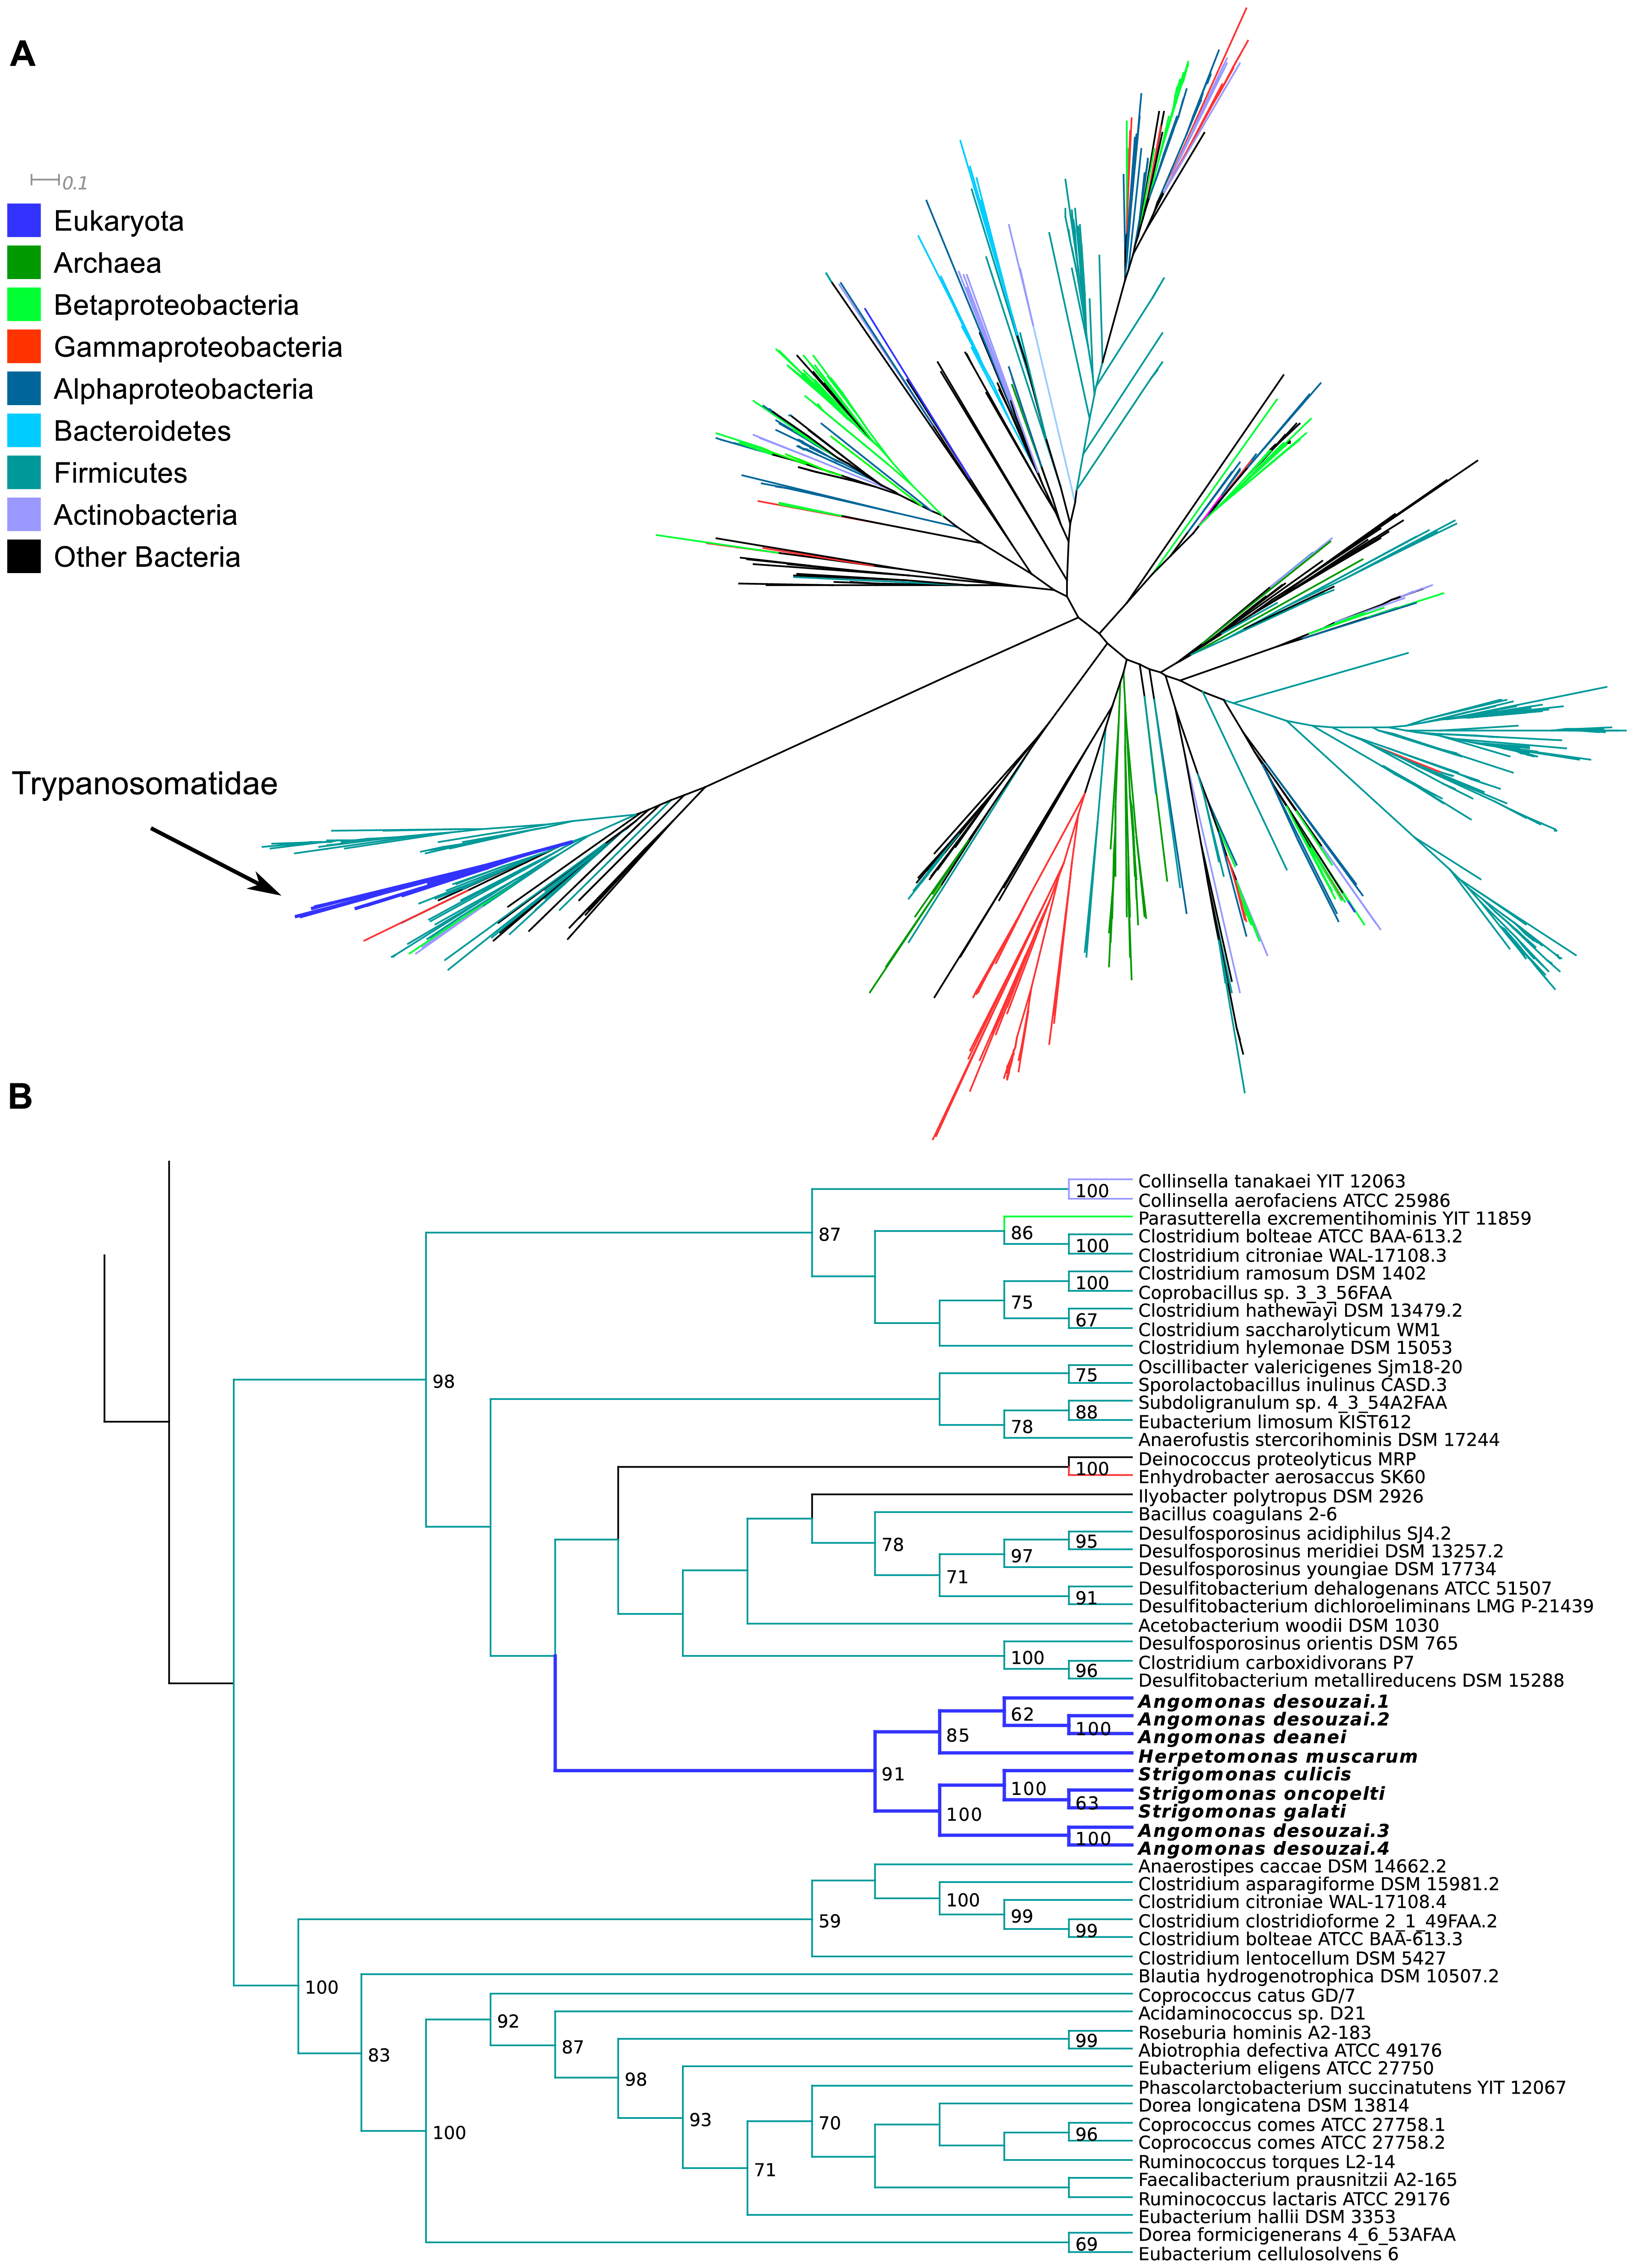 A
0.1
Eukaryota
Archaea
Betaproteobacteria
Gammaproteobacteria
Alphaproteobacteria
Bacteroidetes
Firmicutes
Actinobacteria
Other Bacteria
Trypanosomatidae
B
Collinsella tanakaei YIT 12063
100
Collinsella aerofaciens ATCC 25986
Parasutterella excrementihominis YIT 11859
87
86
Clostridium bolteae ATCC BAA-613.2
100
Clostridium citroniae WAL-17108.3
Clostridium ramosum DSM 1402
100
Coprobacillus sp. 3_3_56FAA
75
Clostridium hathewayi DSM 13479.2
67
Clostridium saccharolyticum WM1
Clostridium hylemonae DSM 15053
Oscillibacter valericigenes Sjm18-20
98
75
Sporolactobacillus inulinus CASD.3
Subdoligranulum sp. 4_3_54A2FAA
88
Eubacterium limosum KIST612
78
Anaerofustis stercorihominis DSM 17244
Deinococcus proteolyticus MRP
100
Enhydrobacter aerosaccus SK60
Ilyobacter polytropus DSM 2926
Bacillus coagulans 2-6
Desulfosporosinus acidiphilus SJ4.2
78
95
Desulfosporosinus meridiei DSM 13257.2
97
Desulfosporosinus youngiae DSM 17734
71
Desulfitobacterium dehalogenans ATCC 51507
91
Desulfitobacterium dichloroeliminans LMG P-21439
Acetobacterium woodii DSM 1030
Desulfosporosinus orientis DSM 765
100
Clostridium carboxidivorans P7
96
Desulfitobacterium metallireducens DSM 15288
Angomonas desouzai.1
62
Angomonas desouzai.2
100
85
Angomonas deanei
Herpetomonas muscarum
91
Strigomonas culicis
100
Strigomonas oncopelti
63
Strigomonas galati
100
Angomonas desouzai.3
100
Angomonas desouzai.4
Anaerostipes caccae DSM 14662.2
Clostridium asparagiforme DSM 15981.2
100
Clostridium citroniae WAL-17108.4
99
59
Clostridium clostridioforme 2_1_49FAA.2
99
Clostridium bolteae ATCC BAA-613.3
Clostridium lentocellum DSM 5427
Blautia hydrogenotrophica DSM 10507.2
100
Coprococcus catus GD/7
Acidaminococcus sp. D21
92
Roseburia hominis A2-183
99
87
Abiotrophia defectiva ATCC 49176
83
Eubacterium eligens ATCC 27750
98
Phascolarctobacterium succinatutens YIT 12067
Dorea longicatena DSM 13814
93
70
Coprococcus comes ATCC 27758.1
100
96
Coprococcus comes ATCC 27758.2
Ruminococcus torques L2-14
71
Faecalibacterium prausnitzii A2-165
Ruminococcus lactaris ATCC 29176
Eubacterium hallii DSM 3353
Dorea formicigenerans 4_6_53AFAA
69
Eubacterium cellulosolvens 6